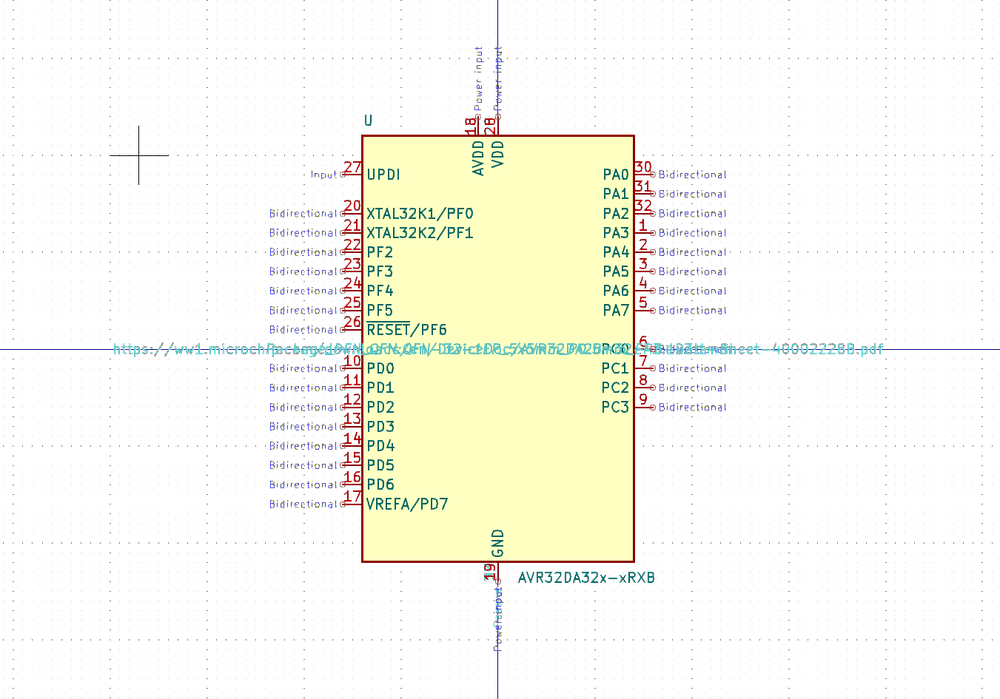 Power input
Power input
U
18
28
AVDD
VDD
Input 27 UPDI PA0 30 Bidirectional
PA1 31 Bidirectional
Bidirectional 20 XTAL32K1/PF0 PA2 32 Bidirectional
Bidirectional 21 XTAL32K2/PF1 PA3 1 Bidirectional
Bidirectional 22 PF2 PA4 2 Bidirectional
Bidirectional 23 PF3 PA5 3 Bidirectional
Bidirectional 24 PF4 PA6 4 Bidirectional
Bidirectional 25 PF5 PA7 5 Bidirectional
Bidirectional 26 RESET/PF6
PC0 6
Bidirectional 10 PD0 PC1 7 Bidirectional
Bidirectional 11 PD1 PC2 8 Bidirectional
Bidirectional 12 PD2 PC3 9 Bidirectional
Bidirectional 13 PD3
Bidirectional 14 PD4
Bidirectional 15 PD5
Bidirectional 16 PD6
Bidirectional 17 VREFA/PD7
GND
19
AVR32DA32x-xRXB
Power input